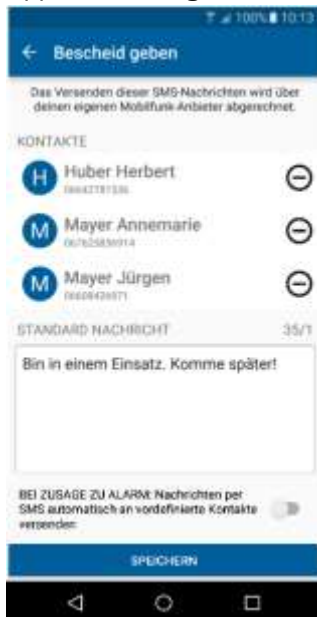 100% 10:13
Bescheid geben
Das Versenden dieser SMS-Nachrichten wird über
deinen eigenen Mobilfunk-Anbieter abgerechnet.
KONTAKTE
H Huber Herbert
M Mayer Annemarie
M Mayer Jürgen
STANDARD NACHRICHT 35/1
Bin in einem Einsatz. Komme später!
BEI ZUSAGE ZU ALARM: Nachrichten per
SMS automatisch an vordefinierte Kontakte
versenden
SPEICHERN